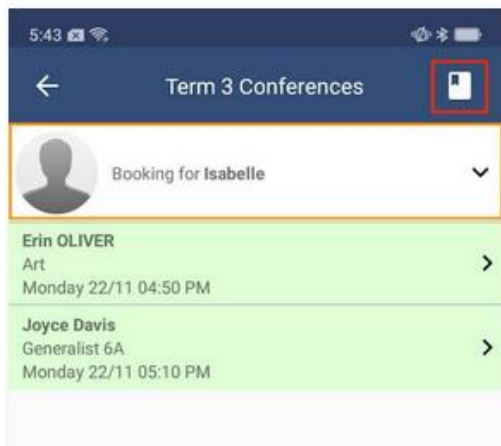 5:43
Term 3 Conferences
Booking for Isabelle
Erin OLIVER
Art
Monday 22/11 04:50 PM
Joyce Davis
Generalist 6A
Monday 22/11 05:10 PM